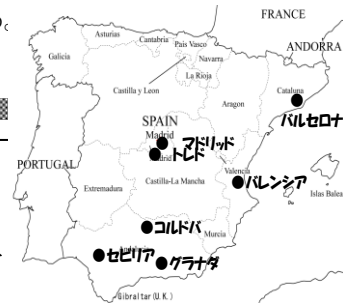 FRANCE
Asturias
Cantabria
Pais Vasco
ANDORRA
Galicia
Navarra
La Rioja
Castilla y Leon
Aragon
Cataluna
バルセロナ
SPAIN
Madrid
マドリッド
トレド
PORTUGAL
Valencia
バレンシア
Extremadura
Castilla-La Mancha
Islas Balea
コルドバ
Murcia
セビリア
グラナダ
Gibraltar (U.K.)